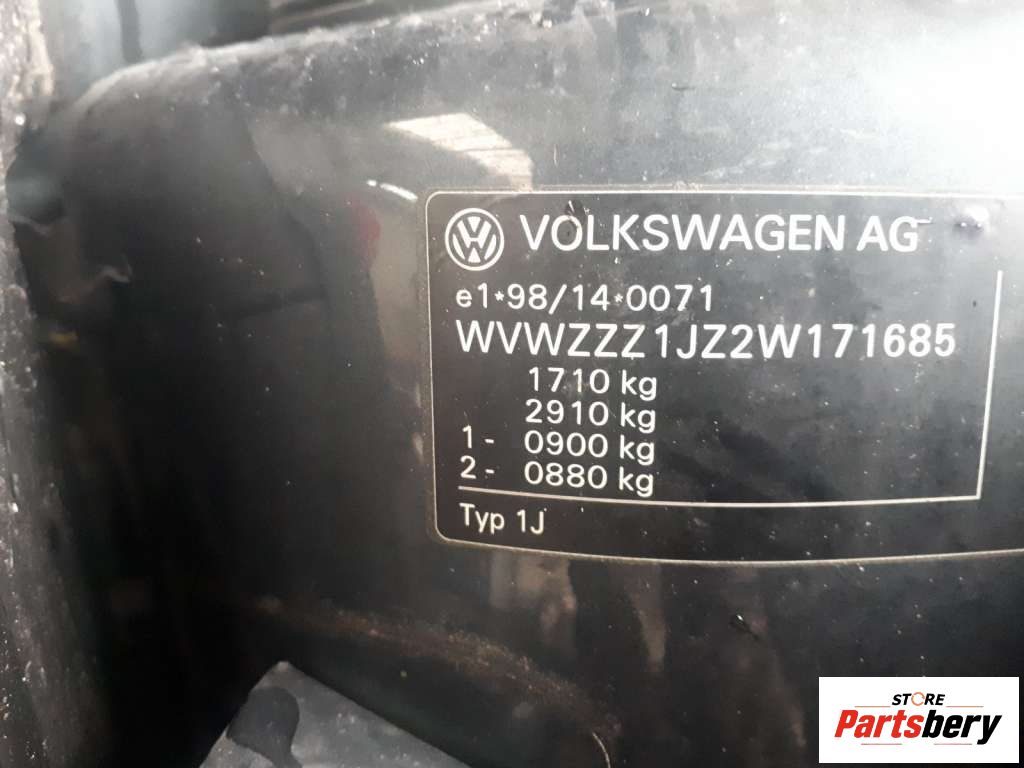 VOLKSWAGEN AG
e1*98/14*0071
WVWZZZ1JZ2W171685
1710 kg
2910 kg
1- 0900 kg
2- 0880 kg
Typ 1J
STORE
Partsbery